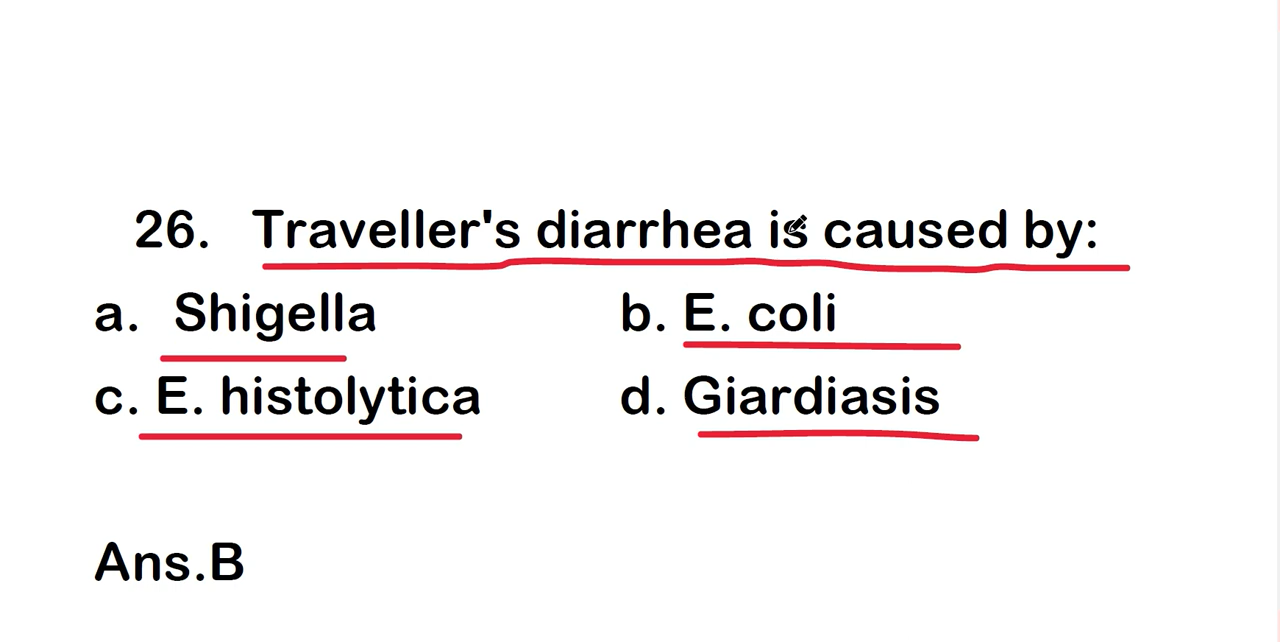 26. Traveller's diarrhea is caused by:
a. Shigella b. E. coli
c. E. histolytica d. Giardiasis
Ans.B